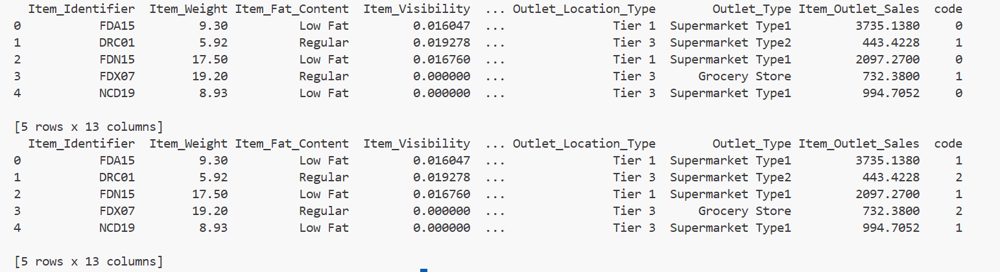 Item_Identifier Item_Weight Item_Fat_Content Item_Visibility ... Outlet_Location_Type Outlet_Type Item_Outlet_Sales code
0 FDA15 9.30 Low Fat 0.016047 ... Tier 1 Supermarket Type1 3735.1380 0
1 DRC01 5.92 Regular 0.019278 ... Tier 3 Supermarket Type2 443.4228 1
2 FDN15 17.50 Low Fat 0.016760 ... Tier 1 Supermarket Type1 2097.2700 0
3 FDX07 19.20 Regular 0.000000 ... Tier 3 Grocery Store 732.3800 1
4 NCD19 8.93 Low Fat 0.000000 ... Tier 3 Supermarket Type1 994.7052 0
[5 rows x 13 columns]
Item_Identifier Item_Weight Item_Fat_Content Item_Visibility ... Outlet_Location_Type Outlet_Type Item_Outlet_Sales code
0 FDA15 9.30 Low Fat 0.016047 ... Tier 1 Supermarket Type1 3735.1380 1
1 DRC01 5.92 Regular 0.019278 ... Tier 3 Supermarket Type2 443.4228 2
2 FDN15 17.50 Low Fat 0.016760 ... Tier 1 Supermarket Type1 2097.2700 1
3 FDX07 19.20 Regular 0.000000 ... Tier 3 Grocery Store 732.3800 2
4 NCD19 8.93 Low Fat 0.000000 ... Tier 3 Supermarket Type1 994.7052 1
[5 rows x 13 columns]